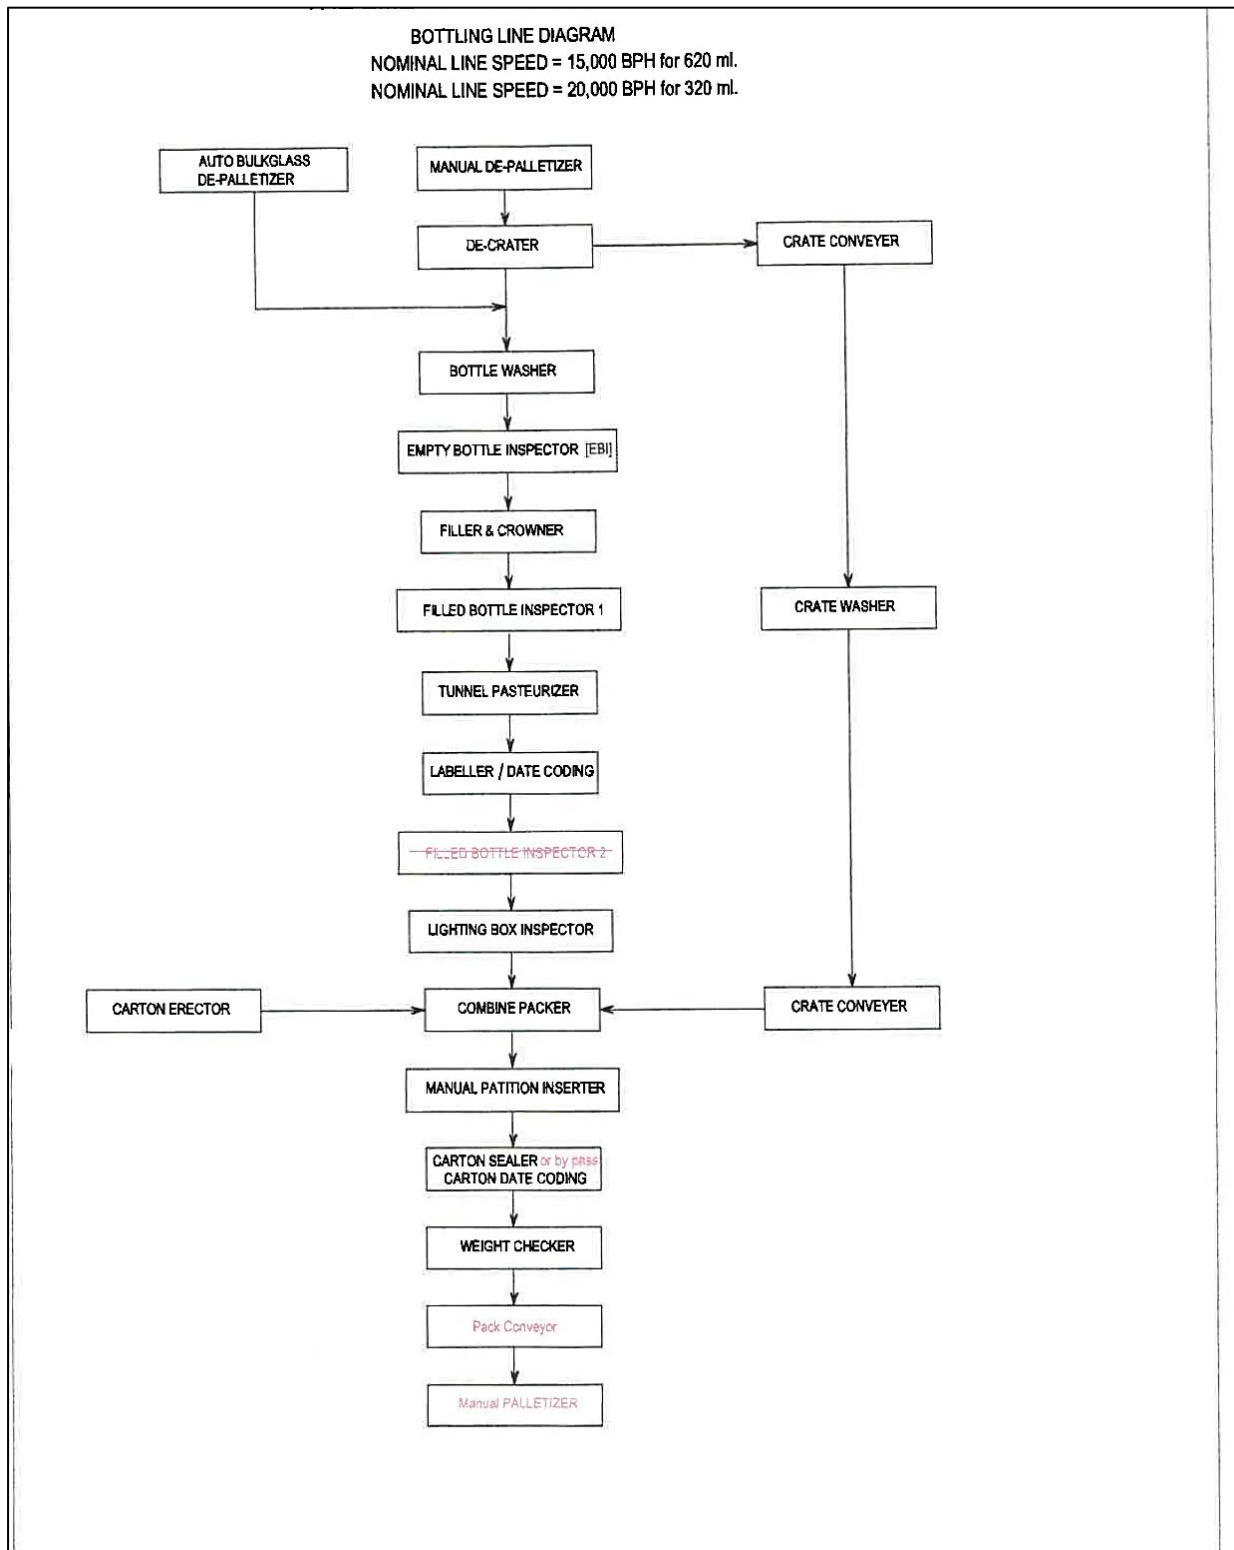 BOTTLING LINE DIAGRAM
NOMINAL LINE SPEED = 15,000 BPH for 620 ml.
NOMINAL LINE SPEED = 20,000 BPH for 320 ml.
AUTO BULKGLASS
DE-PALLETIZER
MANUAL DE-PALLETIZER
DE-CRATER
CRATE CONVEYER
BOTTLE WASHER
EMPTY BOTTLE INSPECTOR [EBI]
FILLER & CROWNER
FILLED BOTTLE INSPECTOR 1
CRATE WASHER
TUNNEL PASTEURIZER
LABELLER / DATE CODING
FILLED BOTTLE INSPECTOR 2
LIGHTING BOX INSPECTOR
CARTON ERECTOR
COMBINE PACKER
CRATE CONVEYER
MANUAL PATITION INSERTER
CARTON SEALER or by pass
CARTON DATE CODING
WEIGHT CHECKER
Pack Conveyor
Manual PALLETIZER